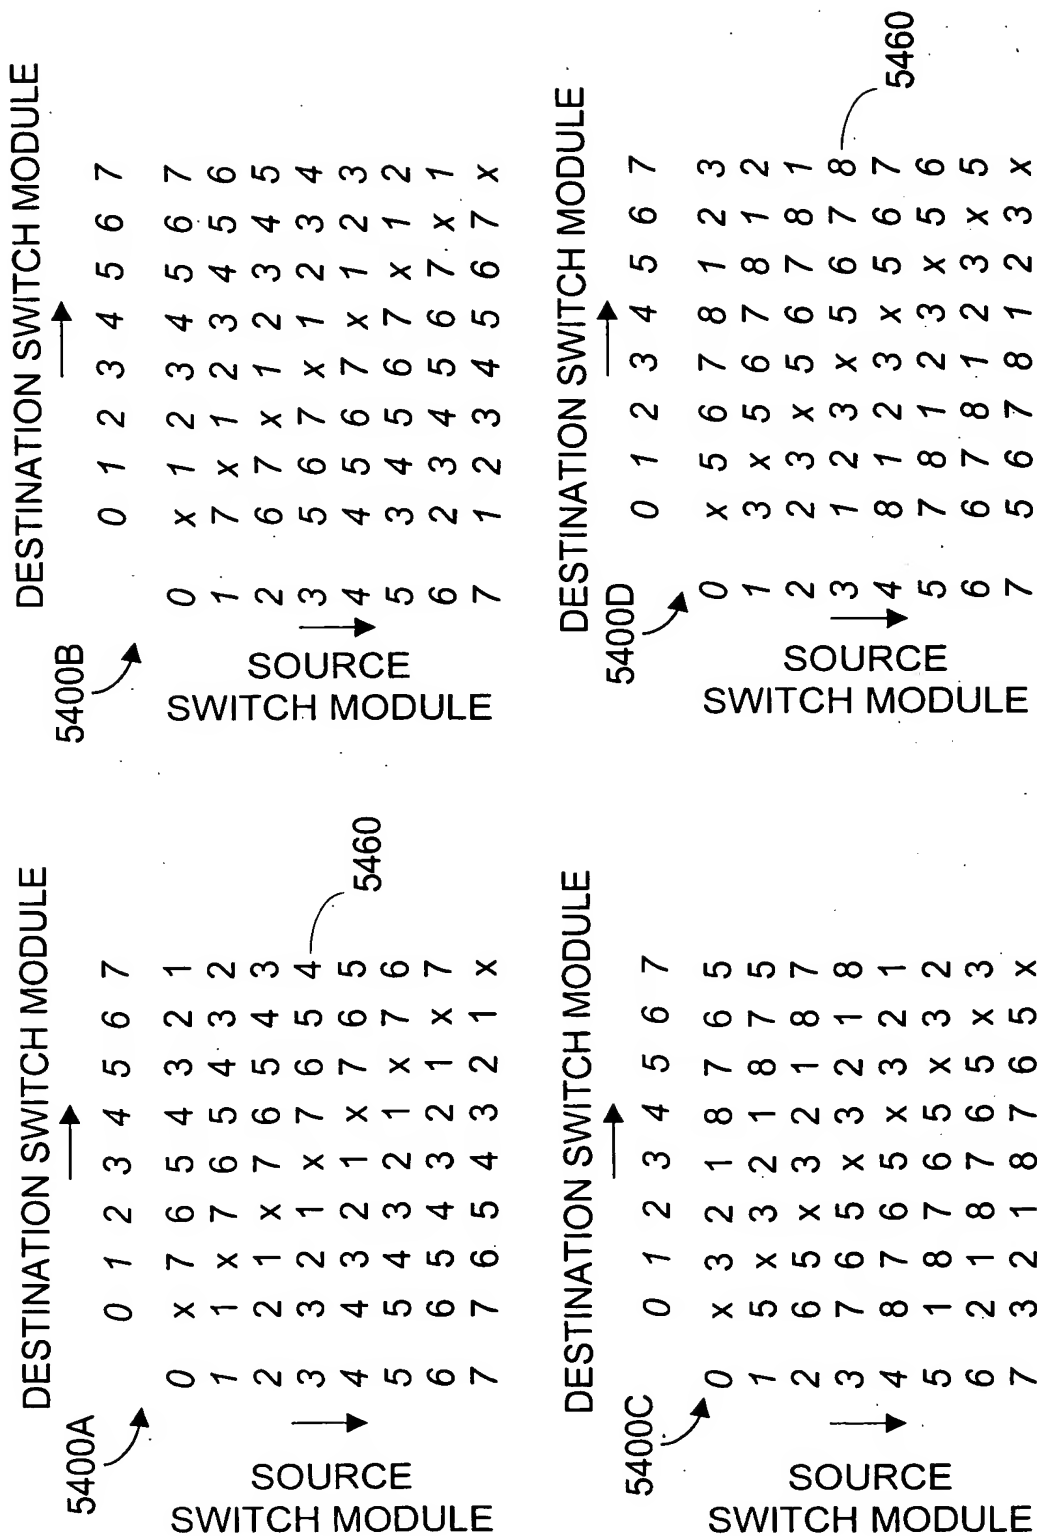 5400A
DESTINATION SWITCH MODULE
0 1 2 3 4 5 6 7
0 x 7 6 5 4 3 2 1
1 1 x 7 6 5 4 3 2
2 2 1 x 7 6 5 4 3
3 3 2 1 x 7 6 5 4
4 4 3 2 1 x 7 6 5
5 5 4 3 2 1 x 7 6
6 6 5 4 3 2 1 x 7
7 7 6 5 4 3 2 1 x
SOURCE
SWITCH MODULE
5460
5400B
DESTINATION SWITCH MODULE
0 1 2 3 4 5 6 7
0 x 1 2 3 4 5 6 7
1 7 x 1 2 3 4 5 6
2 6 7 x 1 2 3 4 5
3 5 6 7 x 1 2 3 4
4 4 5 6 7 x 1 2 3
5 3 4 5 6 7 x 1 2
6 2 3 4 5 6 7 x 1
7 1 2 3 4 5 6 7 x
SOURCE
SWITCH MODULE
5400C
DESTINATION SWITCH MODULE
0 1 2 3 4 5 6 7
0 x 3 2 1 8 7 6 5
1 5 x 3 2 1 8 7 5
2 6 5 x 3 2 1 8 7
3 7 6 5 x 3 2 1 8
4 8 7 6 5 x 3 2 1
5 1 8 7 6 5 x 3 2
6 2 1 8 7 6 5 x 3
7 3 2 1 8 7 6 5 x
SOURCE
SWITCH MODULE
5400D
DESTINATION SWITCH MODULE
0 1 2 3 4 5 6 7
0 x 5 6 7 8 1 2 3
1 3 x 5 6 7 8 1 2
2 2 3 x 5 6 7 8 1
3 1 2 3 x 5 6 7 8
4 8 1 2 3 x 5 6 7
5 7 8 1 2 3 x 5 6
6 6 7 8 1 2 3 x 5
7 5 6 7 8 1 2 3 x
SOURCE
SWITCH MODULE
5460